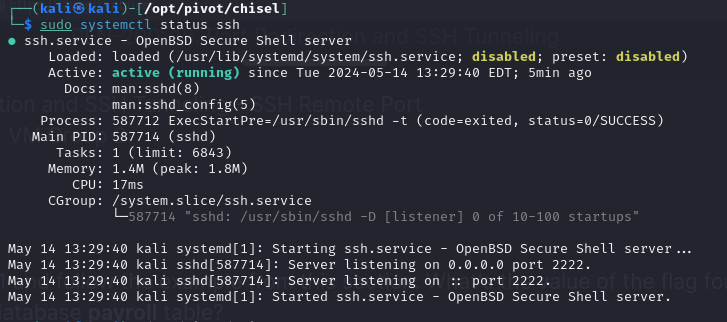 ┌──(kali㉿kali)-[/opt/pivot/chisel]
└─$ sudo systemctl status ssh
● ssh.service - OpenBSD Secure Shell server
Loaded: loaded (/usr/lib/systemd/system/ssh.service; disabled; preset: disabled)
Active: active (running) since Tue 2024-05-14 13:29:40 EDT; 5min ago
Docs: man:sshd(8)
man:sshd_config(5)
Process: 587712 ExecStartPre=/usr/sbin/sshd -t (code=exited, status=0/SUCCESS)
Main PID: 587714 (sshd)
Tasks: 1 (limit: 6843)
Memory: 1.4M (peak: 1.8M)
CPU: 17ms
CGroup: /system.slice/ssh.service
└─587714 "sshd: /usr/sbin/sshd -D [listener] 0 of 10-100 startups"
May 14 13:29:40 kali systemd[1]: Starting ssh.service - OpenBSD Secure Shell server...
May 14 13:29:40 kali sshd[587714]: Server listening on 0.0.0.0 port 2222.
May 14 13:29:40 kali sshd[587714]: Server listening on :: port 2222.
May 14 13:29:40 kali systemd[1]: Started ssh.service - OpenBSD Secure Shell server.
database payroll table?